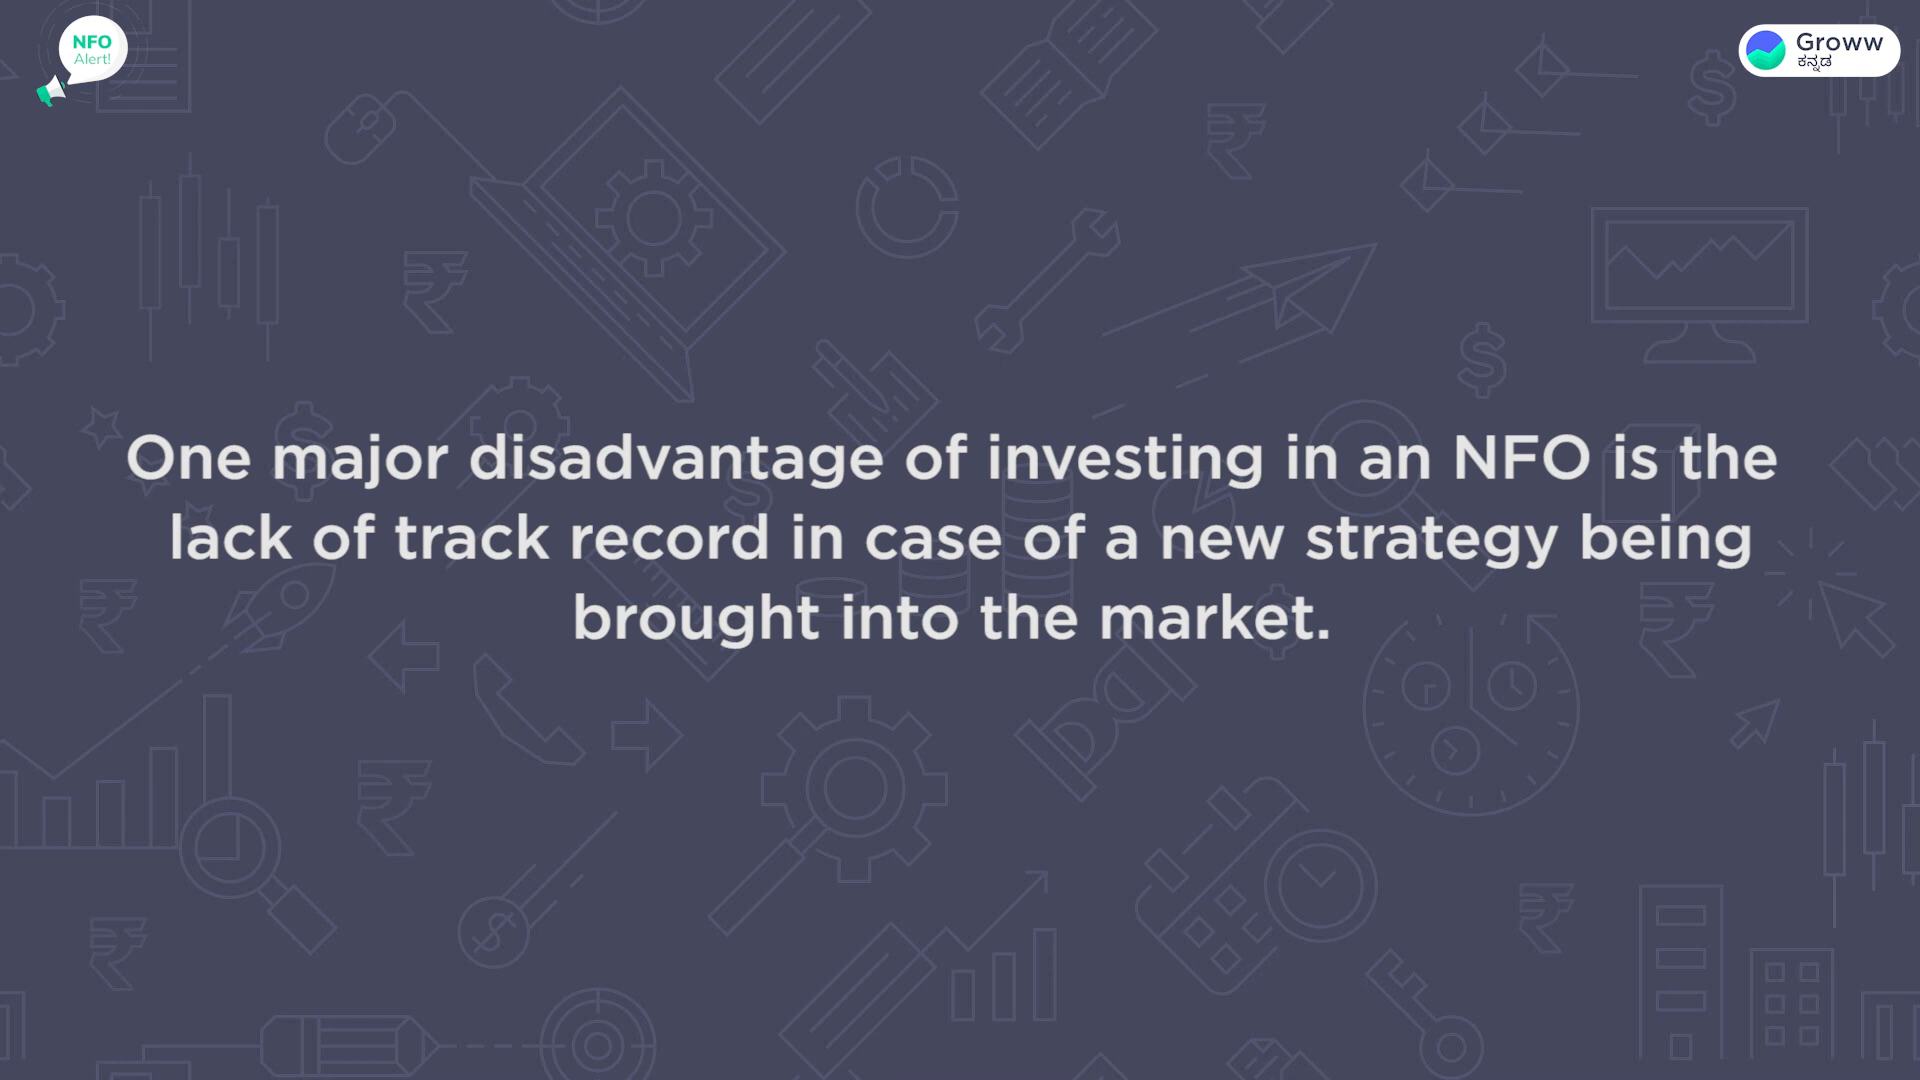 NFO
Alert!
Groww
ಕನ್ನಡ
One major disadvantage of investing in an NFO is the
lack of track record in case of a new strategy being
brought into the market.